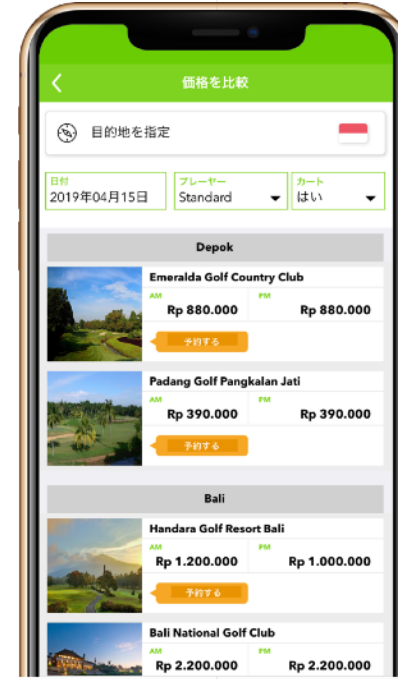 価格を比較
目的地を指定
日付 プレーヤー カート
2019年04月15日 Standard はい
Depok
Emeralda Golf Country Club
AM PM
Rp 880.000 Rp 880.000
予約する
Padang Golf Pangkalan Jati
AM PM
Rp 390.000 Rp 390.000
予約する
Bali
Handara Golf Resort Bali
AM PM
Rp 1.200.000 Rp 1.000.000
予約する
Bali National Golf Club
AM PM
Rp 2.200.000 Rp 2.200.000